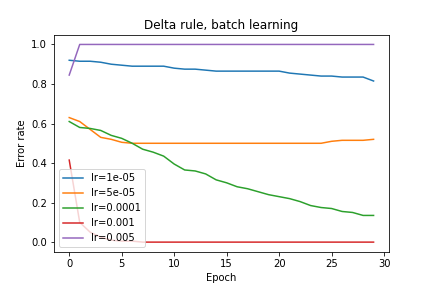 Delta rule, batch learning
Error rate
1.0
0.8
0.6
0.4
0.2
0.0
lr=1e-05
lr=5e-05
lr=0.0001
lr=0.001
lr=0.005
0 5 10 15 20 25 30
Epoch